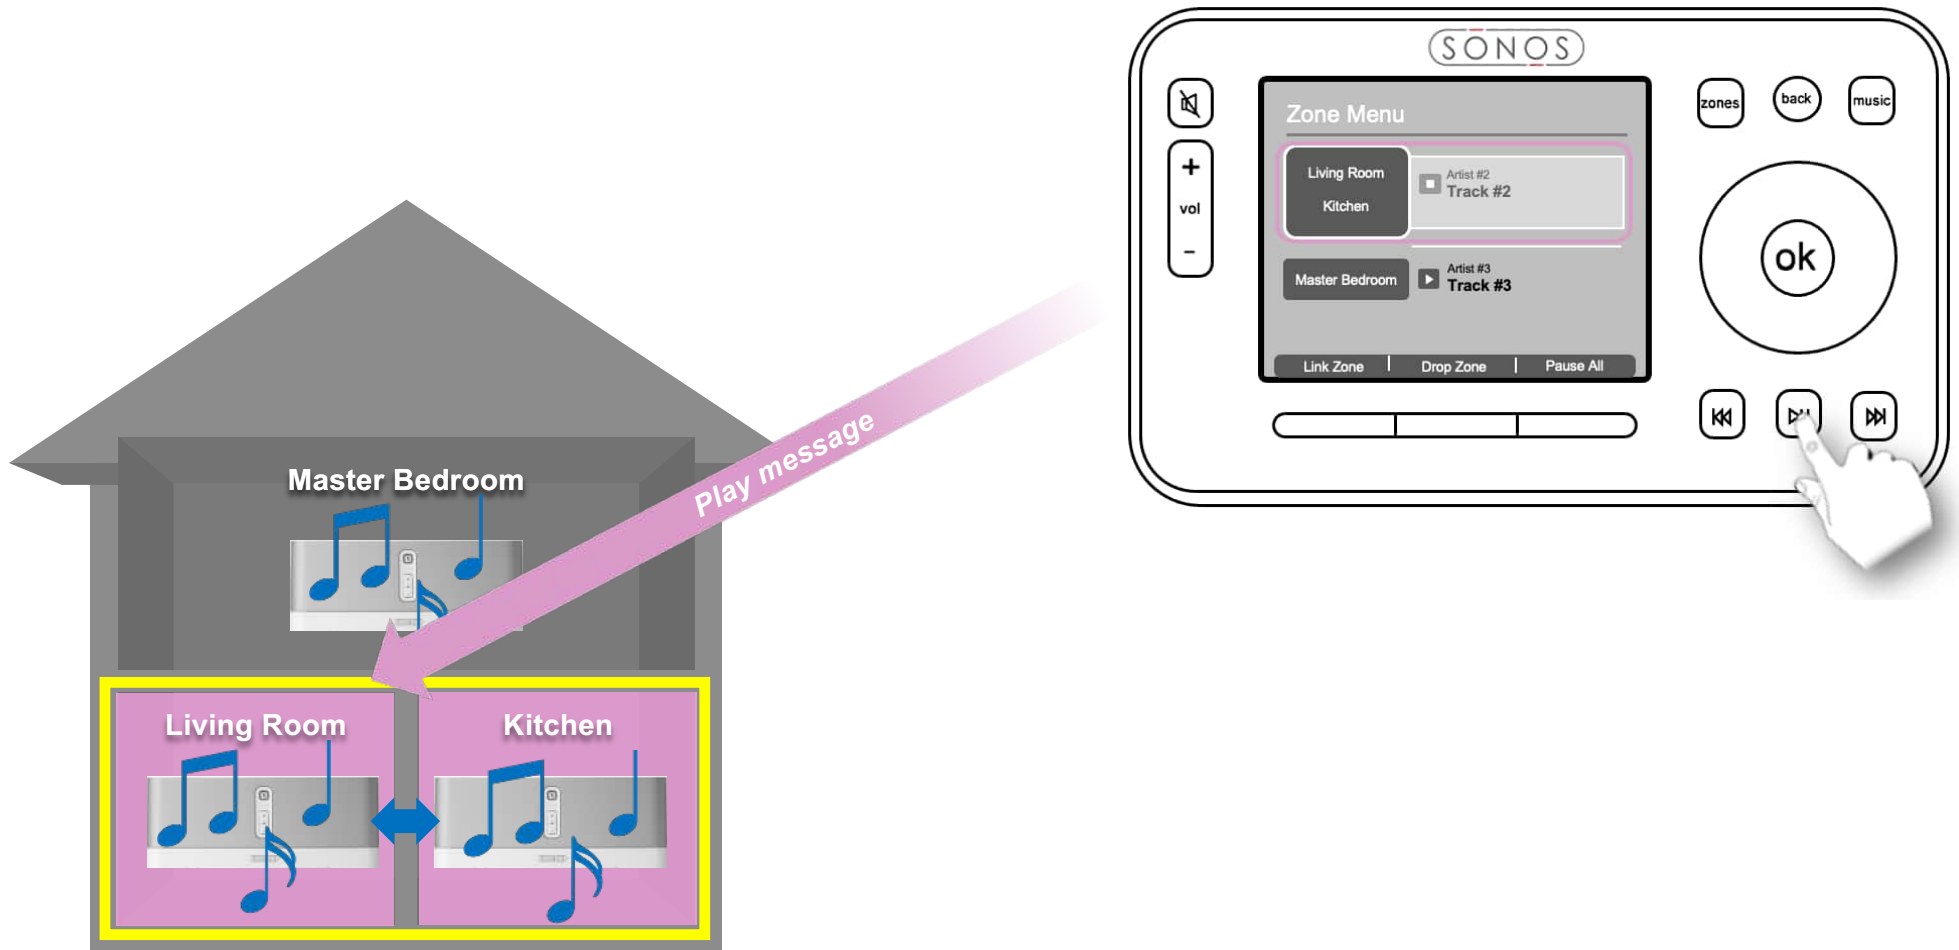 SONOS
zones
back
music
Zone Menu
Living Room
Kitchen
Artist #2
Track #2
+
vol
-
ok
Master Bedroom
Artist #3
Track #3
Link Zone | Drop Zone | Pause All
Play message
Master Bedroom
Living Room
Kitchen